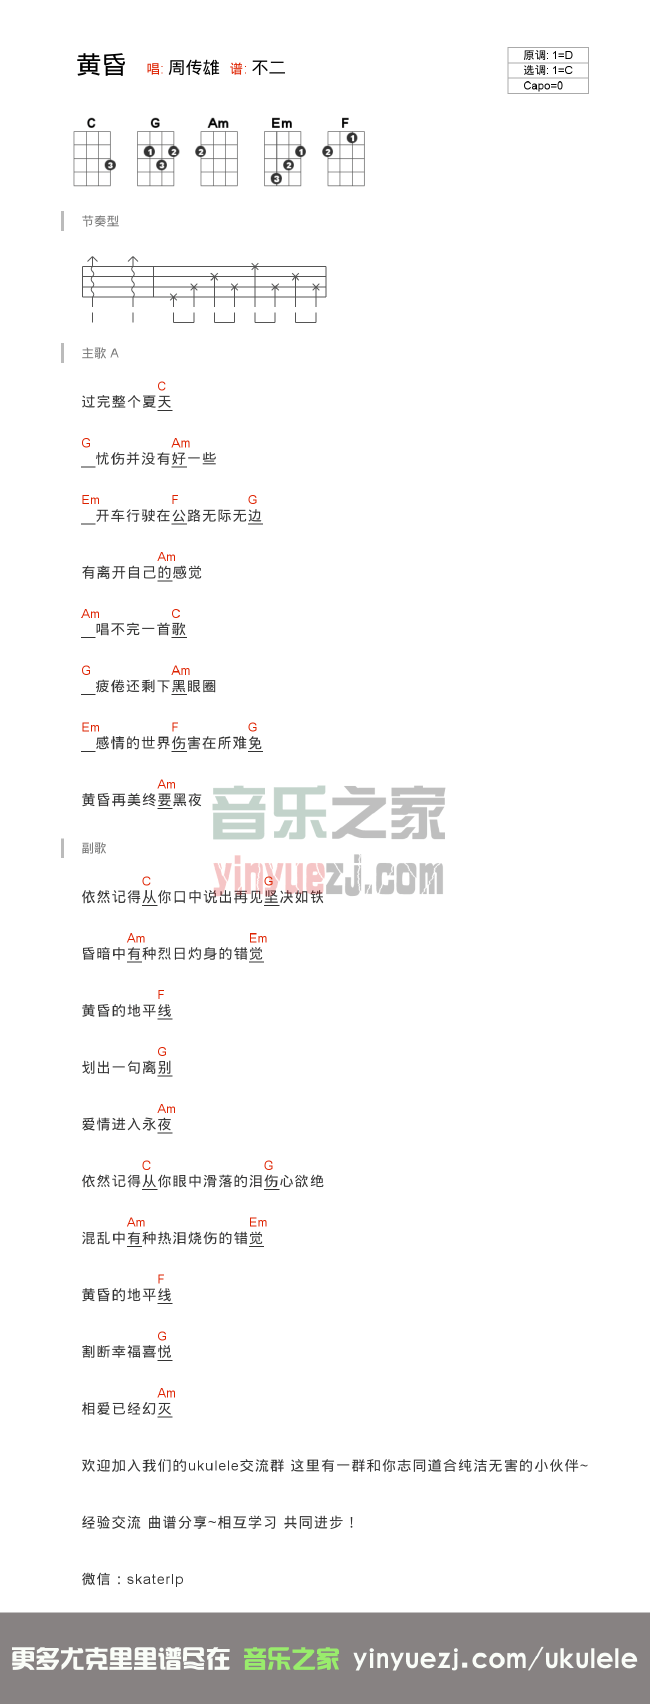 黄昏 唱: 周传雄 谱: 不二
原调: 1=D
选调: 1=C
Capo=0
C G Am Em F
3 1 2 3 2 1 2 3 1 2
节奏型
主歌 A
C
过完整个夏天
G Am
忧伤并没有好一些
Em F G
开车行驶在公路无际无边
Am
有离开自己的感觉
Am C
唱不完一首歌
G Am
疲倦还剩下黑眼圈
Em F G
感情的世界伤害在所难免
Am
黄昏再美终要黑夜
音乐之家
yinyuezj.com
副歌
C G
依然记得从你口中说出再见坚决如铁
Am Em
昏暗中有种烈日灼身的错觉
F
黄昏的地平线
G
划出一句离别
Am
爱情进入永夜
C G
依然记得从你眼中滑落的泪伤心欲绝
Am Em
混乱中有种热泪烧伤的错觉
F
黄昏的地平线
G
割断幸福喜悦
Am
相爱已经幻灭
欢迎加入我们的ukulele交流群 这里有一群和你志同道合纯洁无害的小伙伴~
经验交流 曲谱分享~相互学习 共同进步！
微信：skaterlp
更多尤克里里谱尽在 音乐之家 yinyuezj.com/ukulele